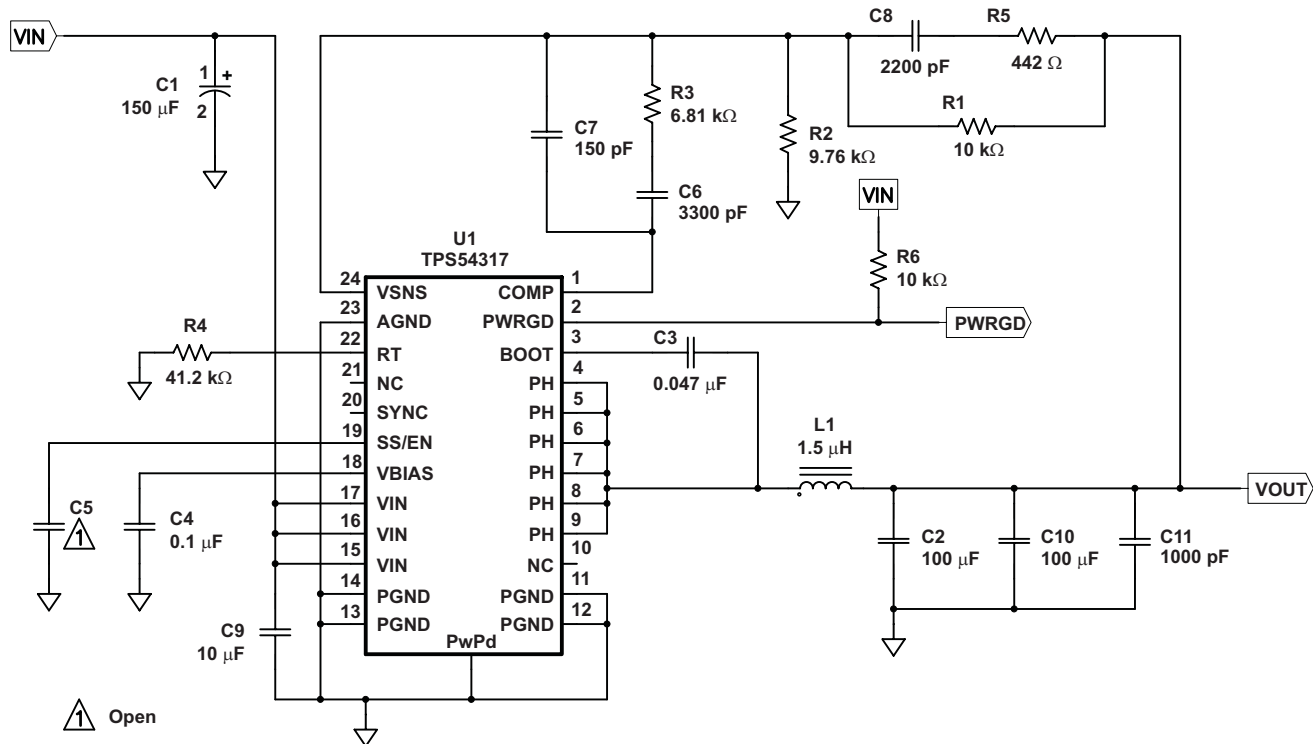 VIN
C1
150 μF
1
+
2
C7
150 pF
R3
6.81 kΩ
C6
3300 pF
R2
9.76 kΩ
C8
2200 pF
R5
442 Ω
R1
10 kΩ
VIN
R6
10 kΩ
PWRGD
U1
TPS54317
24 VSNS
23 AGND
22 RT
21 NC
20 SYNC
19 SS/EN
18 VBIAS
17 VIN
16 VIN
15 VIN
14 PGND
13 PGND
COMP 1
PWRGD 2
BOOT 3
PH 4
PH 5
PH 6
PH 7
PH 8
PH 9
NC 10
PGND 11
PGND 12
PwPd
R4
41.2 kΩ
C3
0.047 μF
L1
1.5 μH
VOUT
C5
1
C4
0.1 μF
C9
10 μF
C2
100 μF
C10
100 μF
C11
1000 pF
1 Open